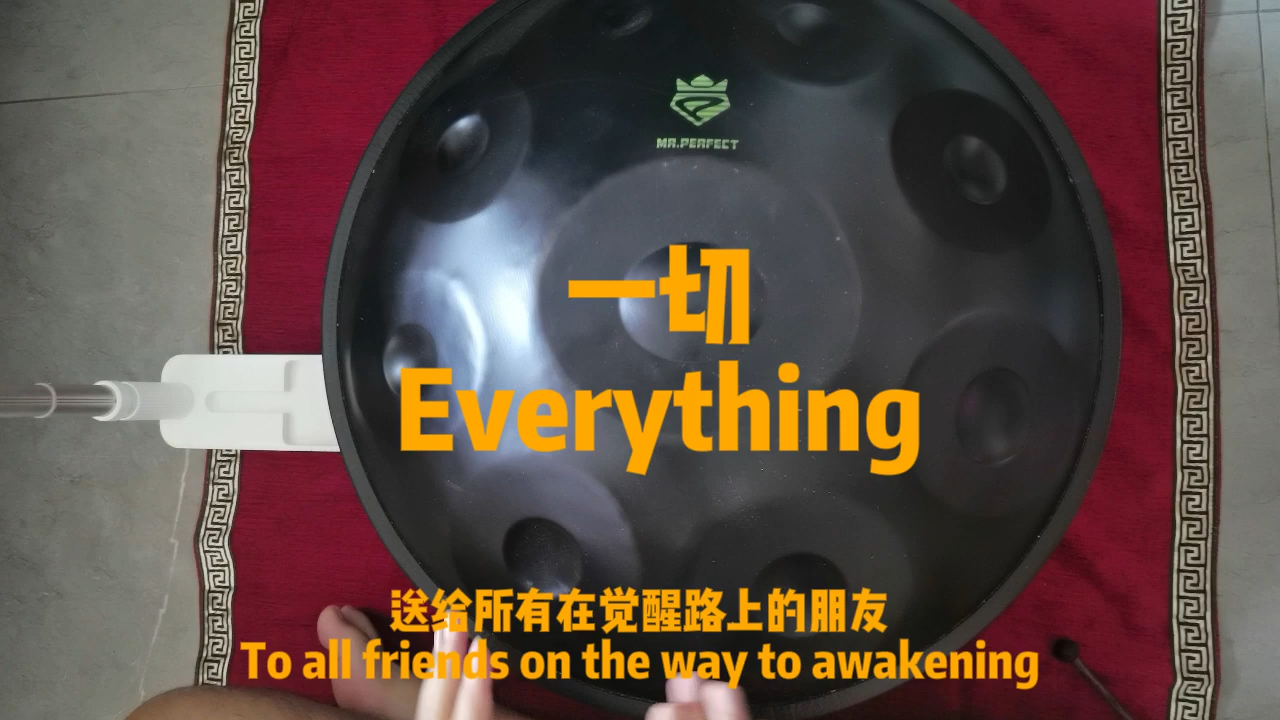 MR.PERFECT
一切
Everything
送给所有在觉醒路上的朋友
To all friends on the way to awakening